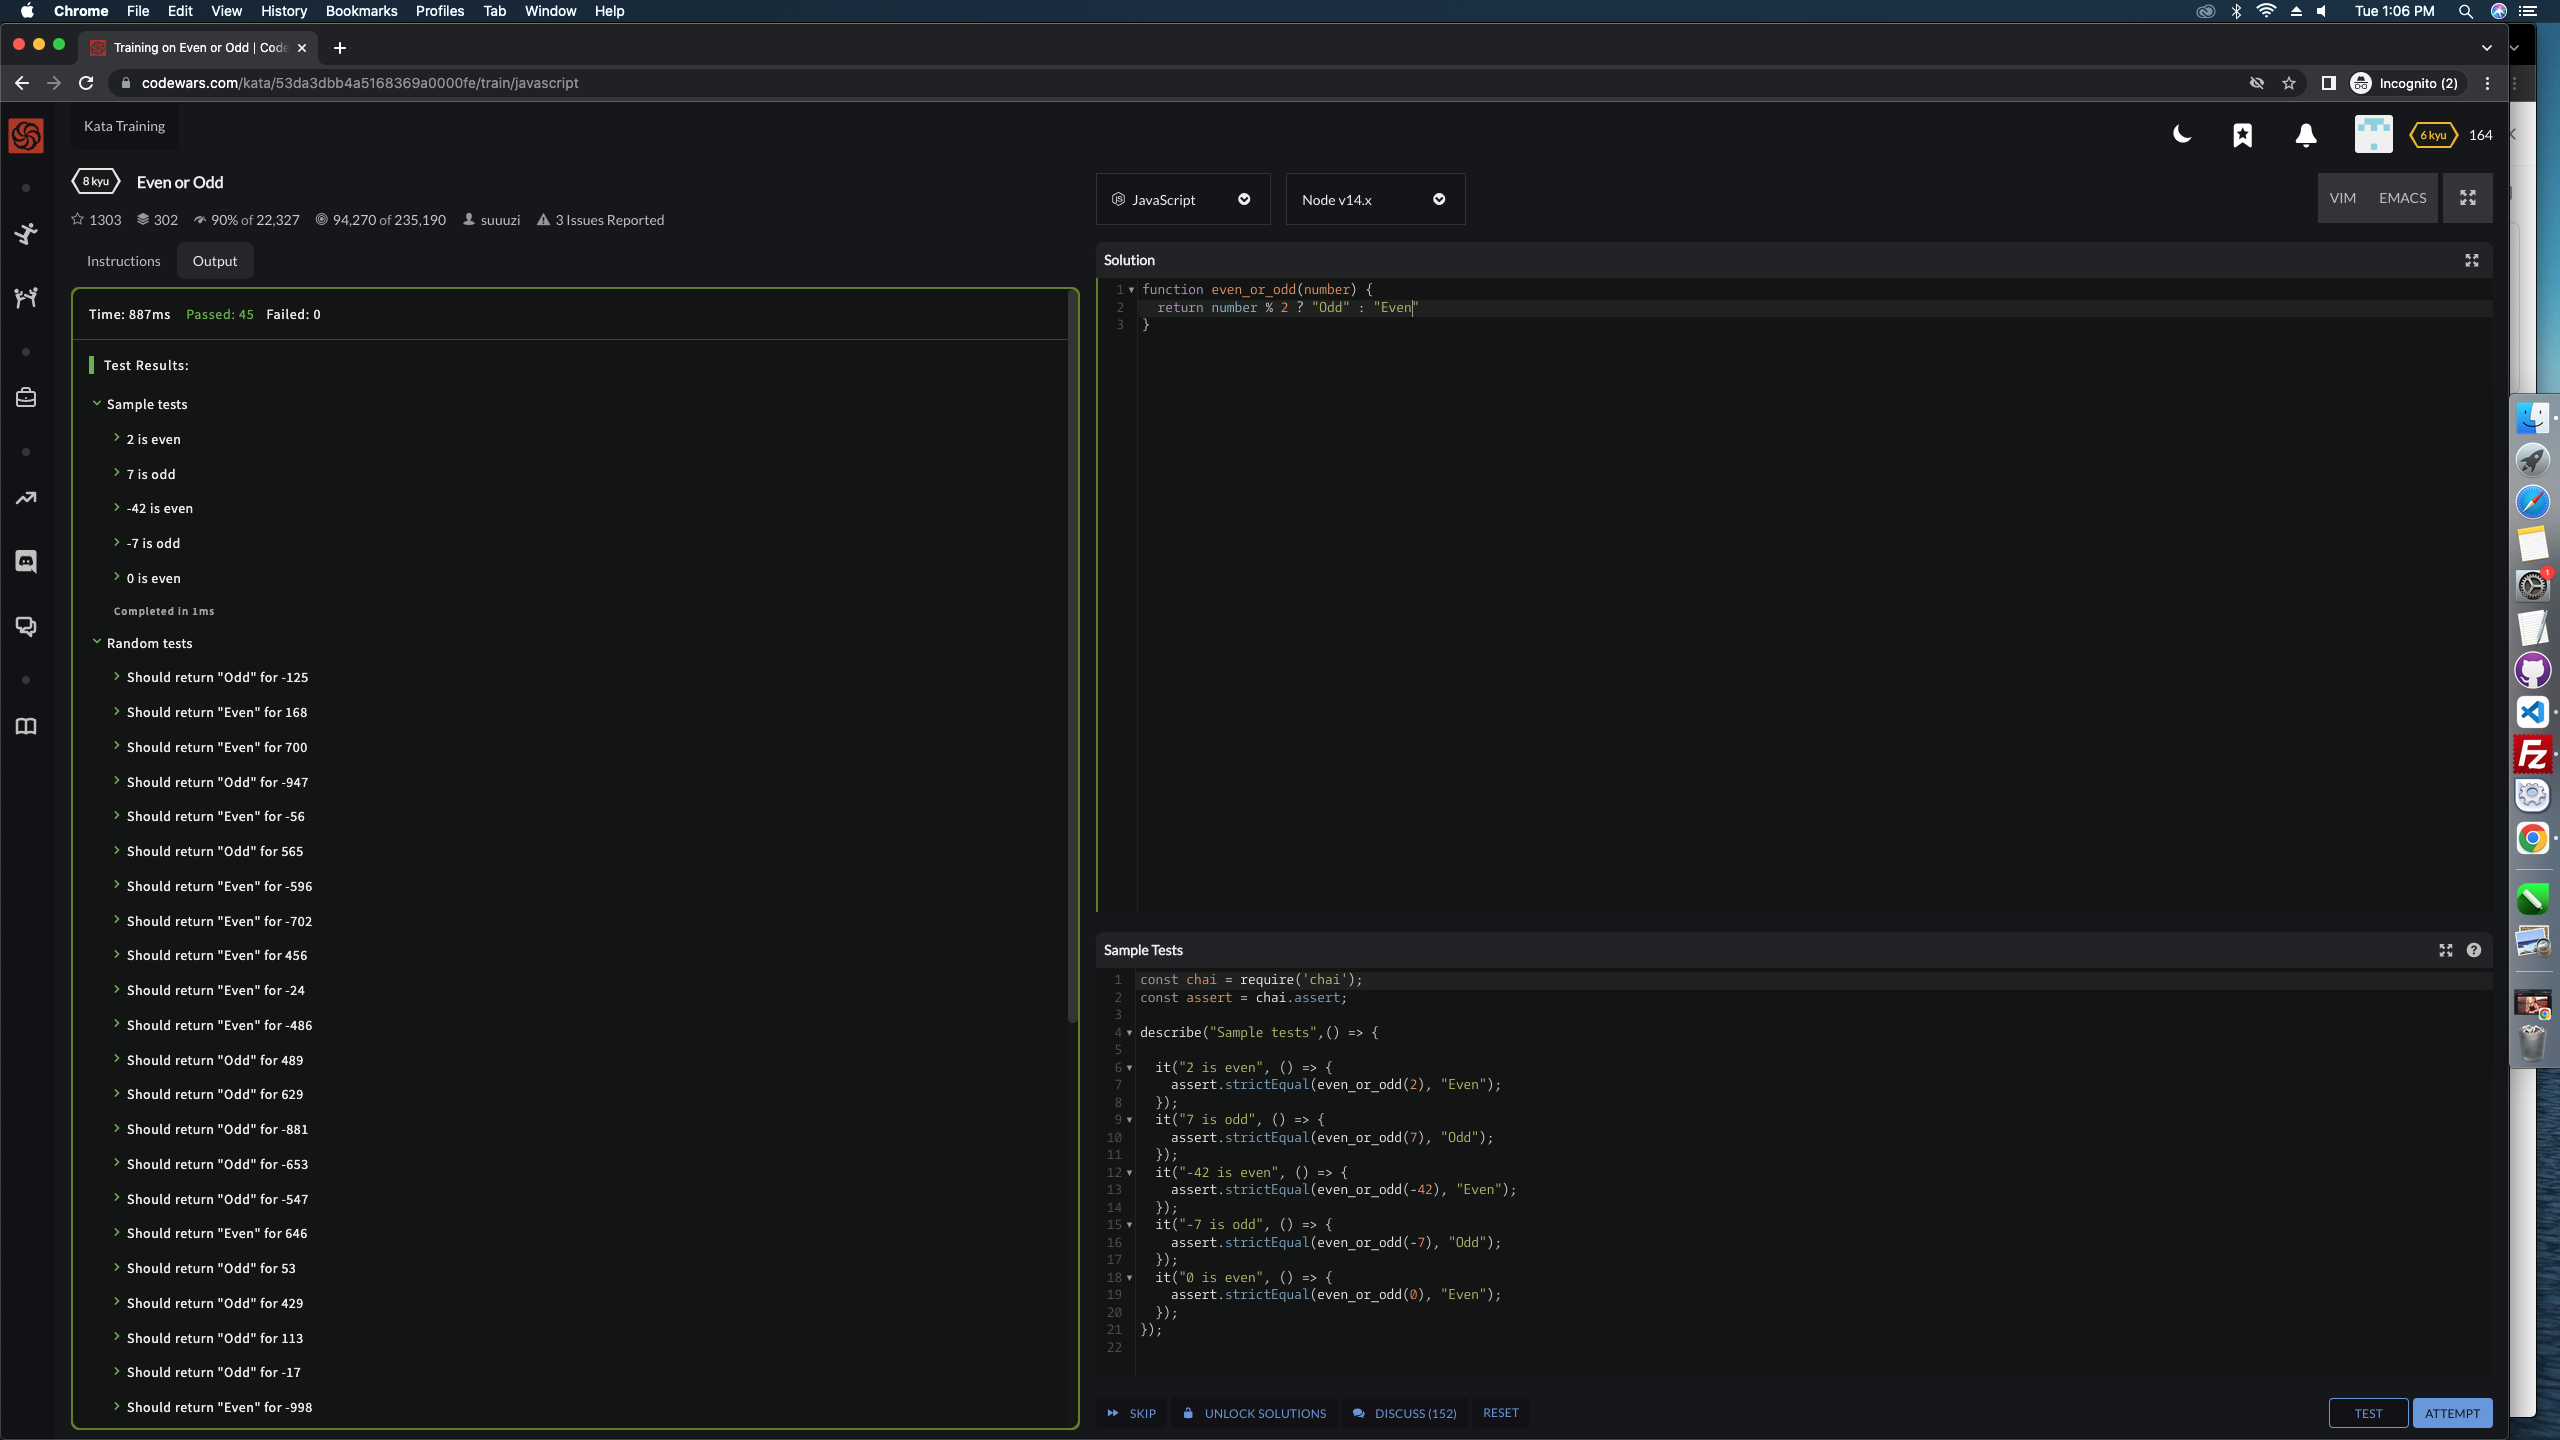 Chrome File Edit View History Bookmarks Profiles Tab Window Help Tue 1:06 PM
Training on Even or Odd | Code
codewars.com/kata/53da3dbb4a5168369a0000fe/train/javascript Incognito (2)
Kata Training
6 kyu 164
8 kyu Even or Odd
1303 302 90% of 22,327 94,270 of 235,190 suuuzi 3 Issues Reported
JavaScript Node v14.x VIM EMACS
Instructions Output
Time: 887ms Passed: 45 Failed: 0
Test Results:
Sample tests
2 is even
7 is odd
-42 is even
-7 is odd
0 is even
Completed in 1ms
Random tests
Should return "Odd" for -125
Should return "Even" for 168
Should return "Even" for 700
Should return "Odd" for -947
Should return "Even" for -56
Should return "Odd" for 565
Should return "Even" for -596
Should return "Even" for -702
Should return "Even" for 456
Should return "Even" for -24
Should return "Even" for -486
Should return "Odd" for 489
Should return "Odd" for 629
Should return "Odd" for -881
Should return "Odd" for -653
Should return "Odd" for -547
Should return "Even" for 646
Should return "Odd" for 53
Should return "Odd" for 429
Should return "Odd" for 113
Should return "Odd" for -17
Should return "Even" for -998
Solution
1 function even_or_odd(number) {
2 return number % 2 ? "Odd" : "Even"
3 }
Sample Tests
1 const chai = require('chai');
2 const assert = chai.assert;
3
4 describe("Sample tests",() => {
5
6 it("2 is even", () => {
7 assert.strictEqual(even_or_odd(2), "Even");
8 });
9 it("7 is odd", () => {
10 assert.strictEqual(even_or_odd(7), "Odd");
11 });
12 it("-42 is even", () => {
13 assert.strictEqual(even_or_odd(-42), "Even");
14 });
15 it("-7 is odd", () => {
16 assert.strictEqual(even_or_odd(-7), "Odd");
17 });
18 it("0 is even", () => {
19 assert.strictEqual(even_or_odd(0), "Even");
20 });
21 });
22
SKIP UNLOCK SOLUTIONS DISCUSS (152) RESET TEST ATTEMPT
1
Fz